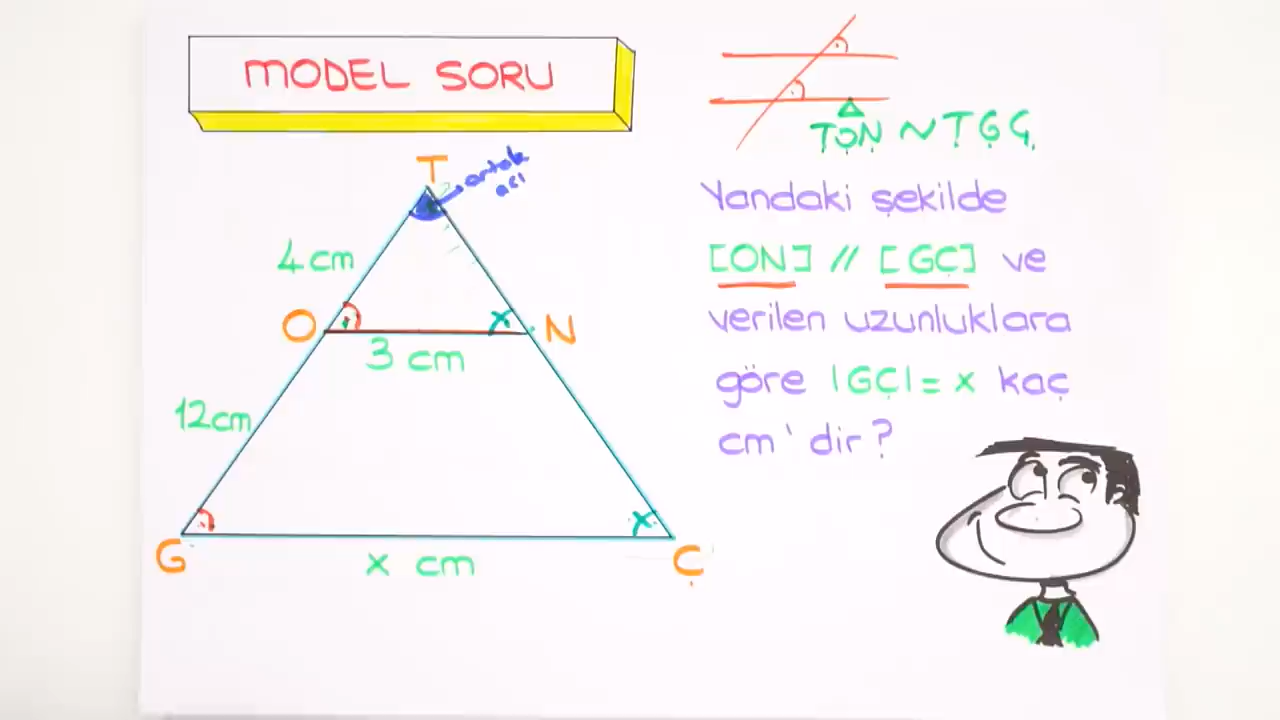 MODEL SORU
TON ~ TGÇ
T
ortak
açı
4 cm
O
N
3 cm
x
12cm
G
x
Ç
x cm
Yandaki şekilde
[ON] // [GÇ] ve
verilen uzunluklara
göre |GÇ| = x kaç
cm' dir?